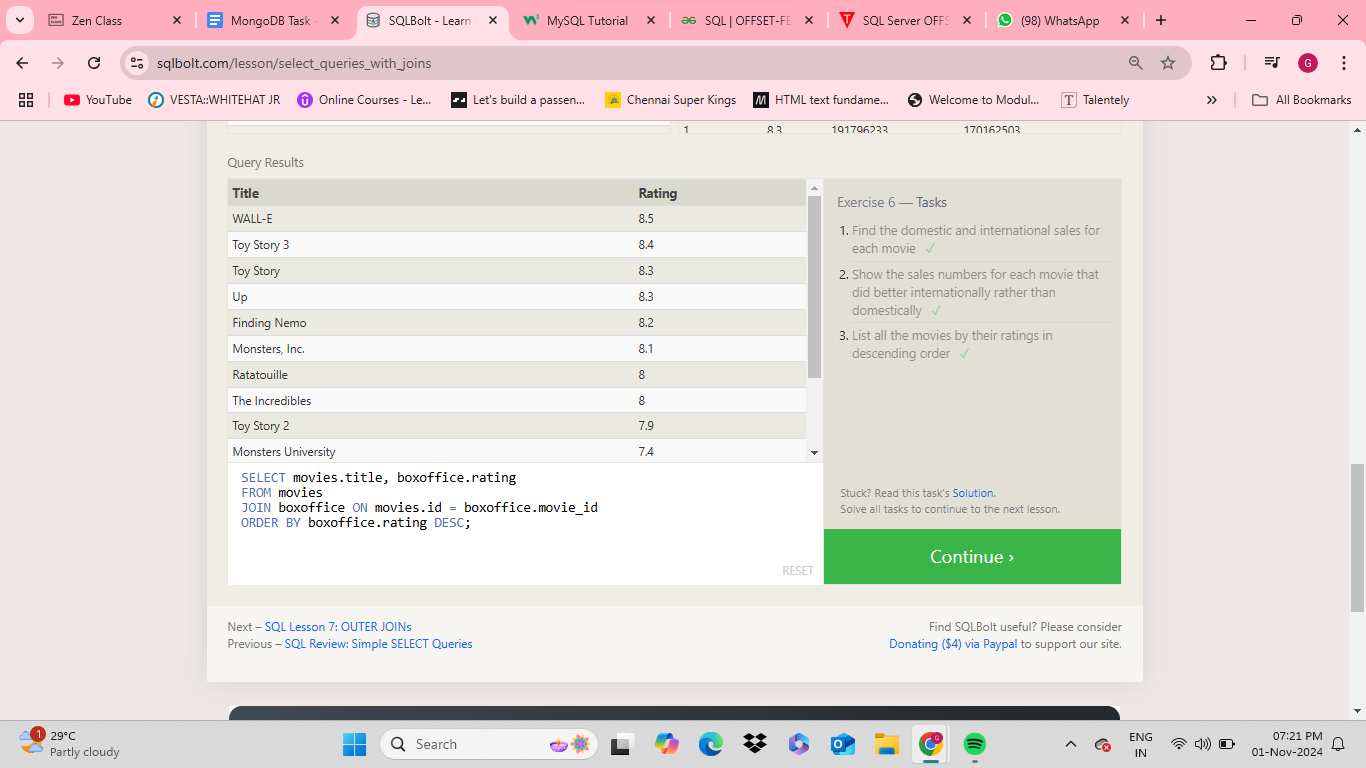 Zen Class
MongoDB Task -
SQLBolt - Learn
MySQL Tutorial
SQL | OFFSET-FE
SQL Server OFFS
(98) WhatsApp
sqlbolt.com/lesson/select_queries_with_joins
G
YouTube
VESTA::WHITEHAT JR
Online Courses - Le...
Let's build a passen...
Chennai Super Kings
HTML text fundame...
Welcome to Modul...
Talentely
All Bookmarks
1 8.3 191796233 170162503
Query Results
Title Rating
WALL-E 8.5
Toy Story 3 8.4
Toy Story 8.3
Up 8.3
Finding Nemo 8.2
Monsters, Inc. 8.1
Ratatouille 8
The Incredibles 8
Toy Story 2 7.9
Monsters University 7.4
SELECT movies.title, boxoffice.rating
FROM movies
JOIN boxoffice ON movies.id = boxoffice.movie_id
ORDER BY boxoffice.rating DESC;
RESET
Exercise 6 — Tasks
1. Find the domestic and international sales for
each movie ✓
2. Show the sales numbers for each movie that
did better internationally rather than
domestically ✓
3. List all the movies by their ratings in
descending order ✓
Stuck? Read this task's Solution.
Solve all tasks to continue to the next lesson.
Continue ›
Next – SQL Lesson 7: OUTER JOINs
Previous – SQL Review: Simple SELECT Queries
Find SQLBolt useful? Please consider
Donating ($4) via Paypal to support our site.
1
29°C
Partly cloudy
Search
ENG
IN
07:21 PM
01-Nov-2024